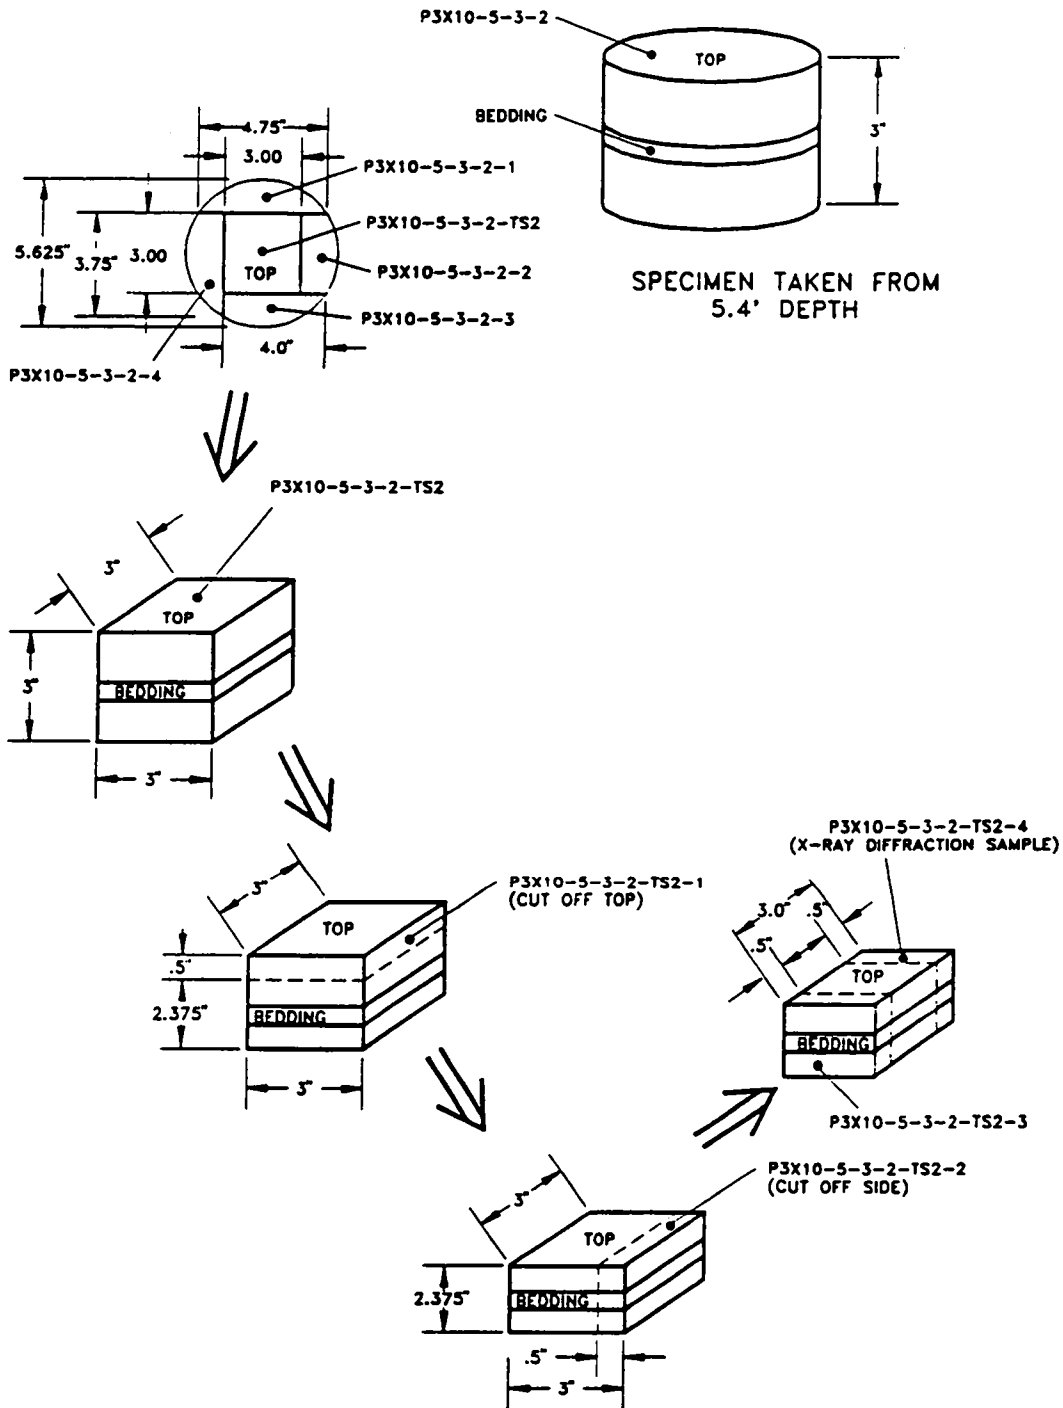 P3X10-5-3-2
TOP
BEDDING
3"
SPECIMEN TAKEN FROM
5.4' DEPTH
4.75"
3.00
P3X10-5-3-2-1
P3X10-5-3-2-TS2
5.625"
3.75"
3.00
TOP
P3X10-5-3-2-2
P3X10-5-3-2-3
4.0"
P3X10-5-3-2-4
P3X10-5-3-2-TS2
3"
TOP
3"
BEDDING
3"
P3X10-5-3-2-TS2-1
(CUT OFF TOP)
3"
TOP
.5"
2.375"
BEDDING
3"
P3X10-5-3-2-TS2-4
(X-RAY DIFFRACTION SAMPLE)
3.0"
.5"
.5"
TOP
BEDDING
P3X10-5-3-2-TS2-3
P3X10-5-3-2-TS2-2
(CUT OFF SIDE)
3"
TOP
2.375"
BEDDING
.5"
3"